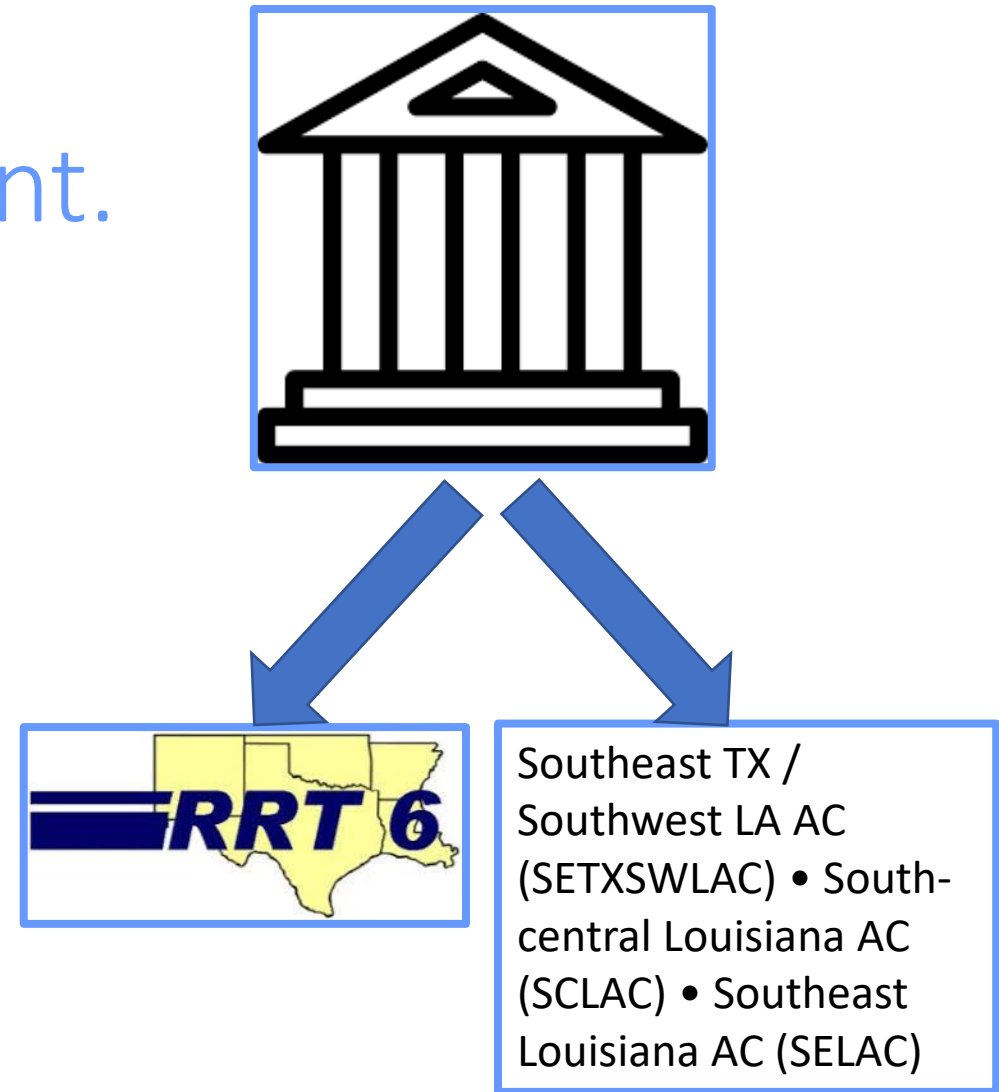 nt.
RRT 6
Southeast TX /
Southwest LA AC
(SETXSWLAC) • South-
central Louisiana AC
(SCLAC) • Southeast
Louisiana AC (SELAC)